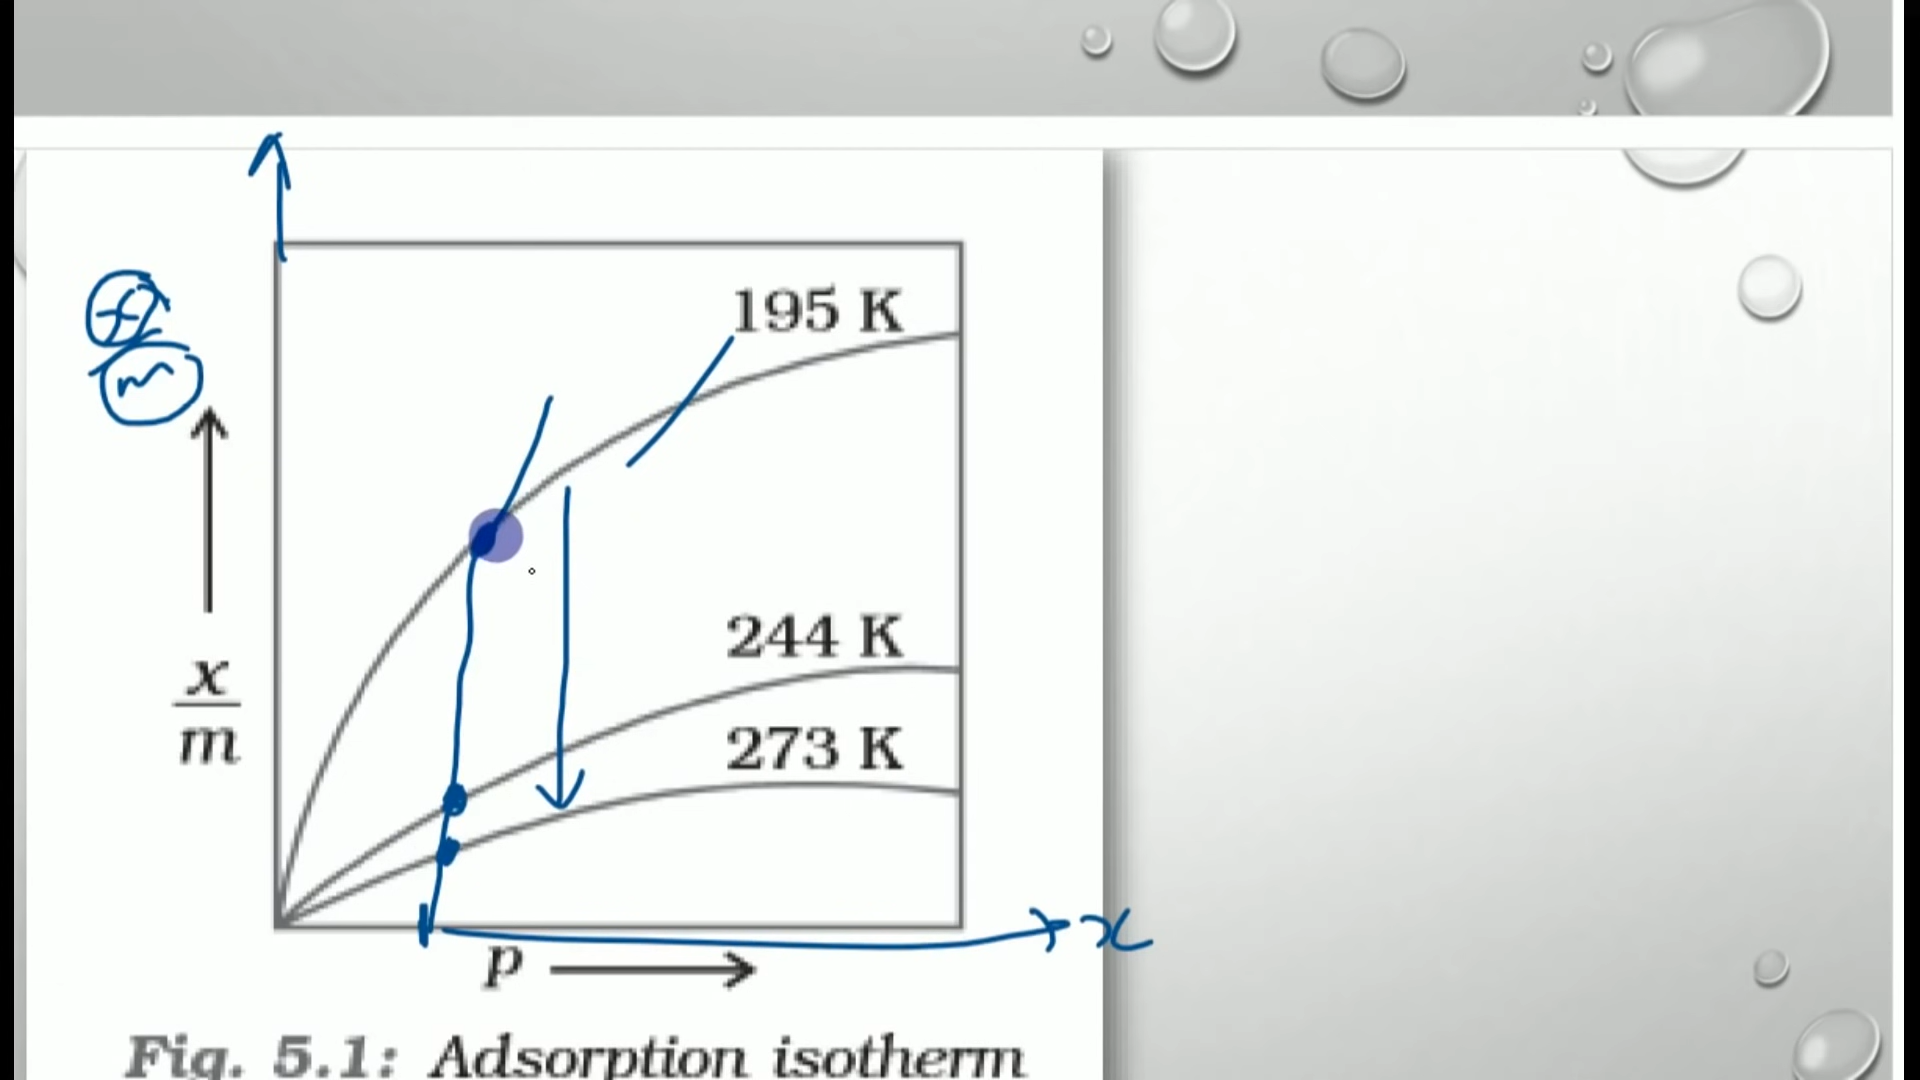 195 K
x
m
x
m
244 K
273 K
p
x
Fig. 5.1: Adsorption isotherm